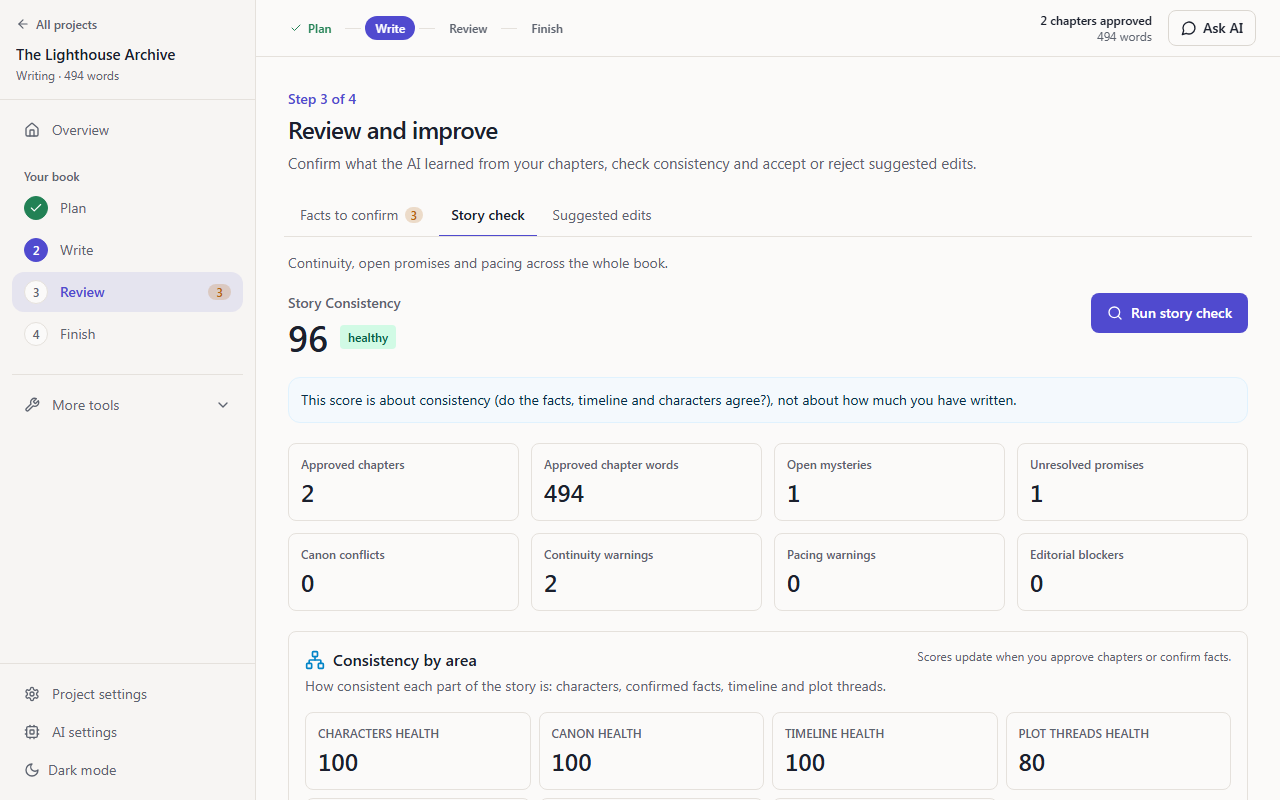 All projects
The Lighthouse Archive
Writing · 494 words
Overview
Your book
Plan
2 Write
3 Review 3
4 Finish
More tools
Project settings
AI settings
Dark mode
Plan Write Review Finish
2 chapters approved
494 words
Ask AI
Step 3 of 4
Review and improve
Confirm what the AI learned from your chapters, check consistency and accept or reject suggested edits.
Facts to confirm 3 Story check Suggested edits
Continuity, open promises and pacing across the whole book.
Story Consistency
96 healthy
Run story check
This score is about consistency (do the facts, timeline and characters agree?), not about how much you have written.
Approved chapters
2
Approved chapter words
494
Open mysteries
1
Unresolved promises
1
Canon conflicts
0
Continuity warnings
2
Pacing warnings
0
Editorial blockers
0
Consistency by area
Scores update when you approve chapters or confirm facts.
How consistent each part of the story is: characters, confirmed facts, timeline and plot threads.
CHARACTERS HEALTH
100
CANON HEALTH
100
TIMELINE HEALTH
100
PLOT THREADS HEALTH
80